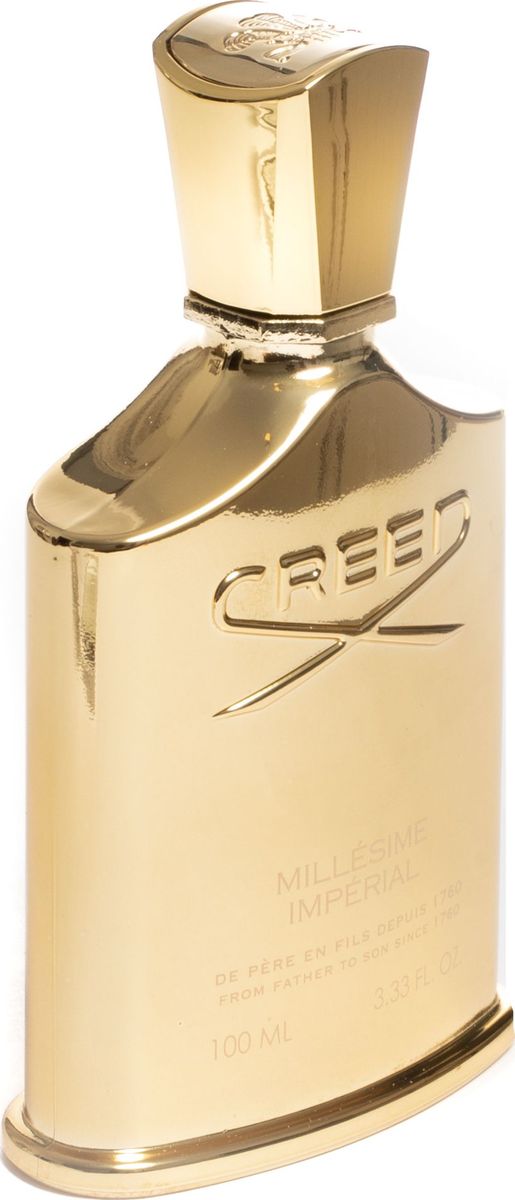 CREED
MILLÉSIME
IMPÉRIAL
DE PÈRE EN FILS DEPUIS 1760
FROM FATHER TO SON SINCE 1760
100 ML 3.33 FL. OZ.